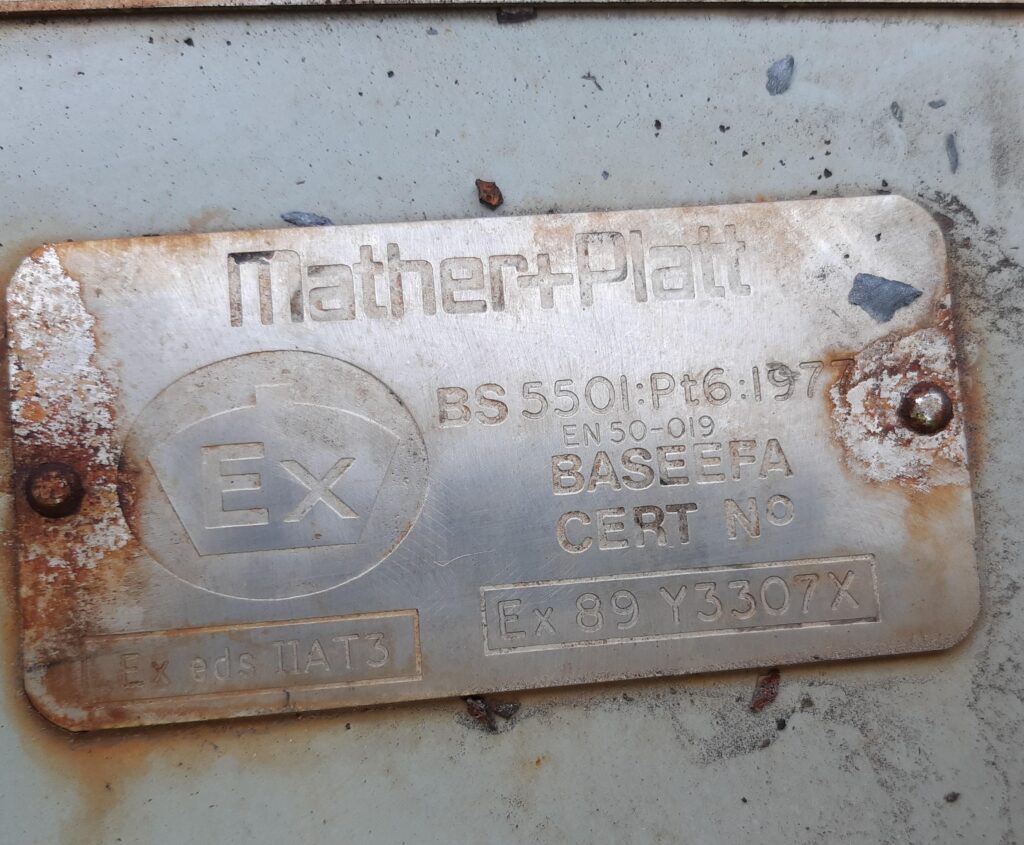 Mather+Platt
BS 5501:Pt6:1977
EN 50-019
BASEEFA
CERT Nº
Ex
Ex 89 Y3307X
Ex eds IIAT3